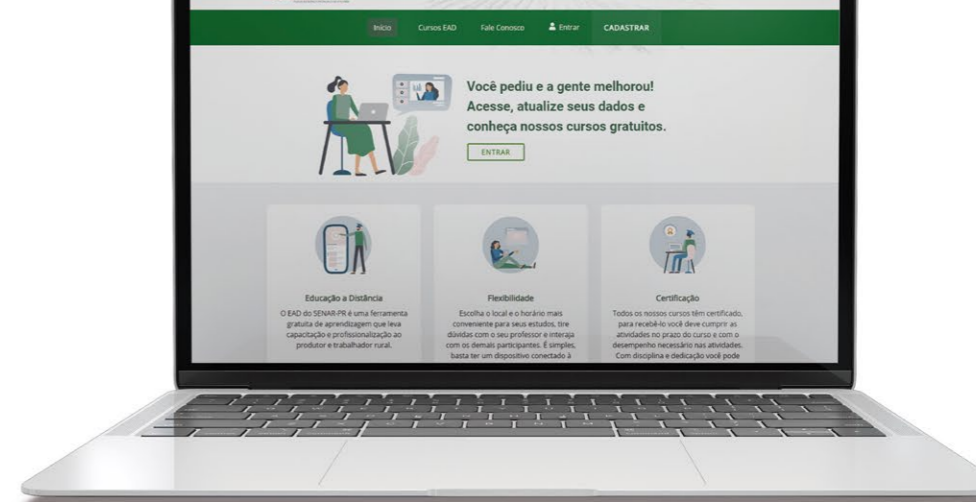 Início
Cursos EAD
Fale Conosco
Entrar
CADASTRAR
Você pediu e a gente melhorou!
Acesse, atualize seus dados e
conheça nossos cursos gratuitos.
ENTRAR
Educação a Distância
O EAD do SENAR-PR é uma ferramenta
gratuita de aprendizagem que leva
capacitação e profissionalização ao
produtor e trabalhador rural.
Flexibilidade
Escolha o local e o horário mais
conveniente para seus estudos, tire
dúvidas com o seu professor e interaja
com os demais participantes. É simples,
basta ter um dispositivo conectado à
Certificação
Todos os nossos cursos têm certificado,
para recebê-lo você deve cumprir as
atividades no prazo do curso e com o
desempenho necessário nas atividades.
Com disciplina e dedicação você pode